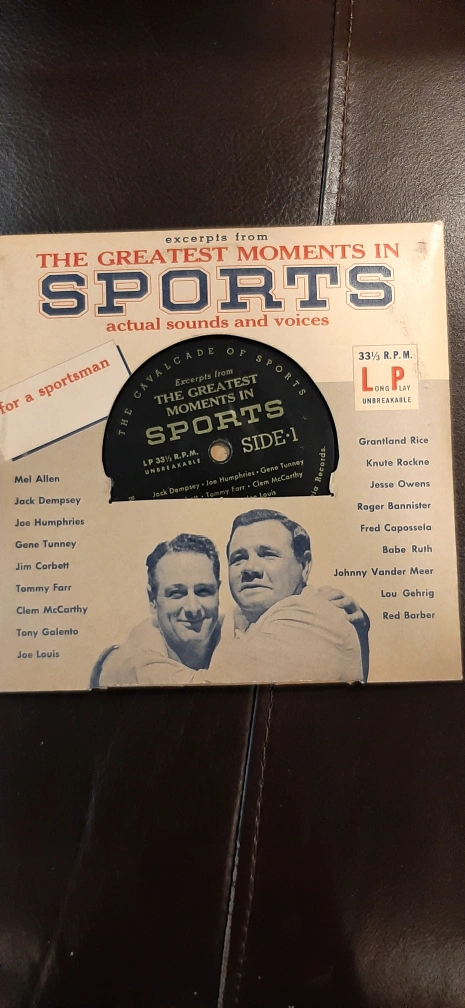 excerpts from
THE GREATEST MOMENTS IN
SPORTS
actual sounds and voices
for a sportsman
33⅓ R.P.M.
LONG PLAY
UNBREAKABLE
THE CAVALCADE OF SPORTS
Excerpts from
THE GREATEST
MOMENTS IN
SPORTS
LP 33⅓ R.P.M.
UNBREAKABLE
SIDE·1
Jack Dempsey · Joe Humphries · Gene Tunney
· Tommy Farr · Clem McCarthy
Louis
Records.
Mel Allen
Jack Dempsey
Joe Humphries
Gene Tunney
Jim Corbett
Tommy Farr
Clem McCarthy
Tony Galento
Joe Louis
Grantland Rice
Knute Rockne
Jesse Owens
Roger Bannister
Fred Capossela
Babe Ruth
Johnny Vander Meer
Lou Gehrig
Red Barber